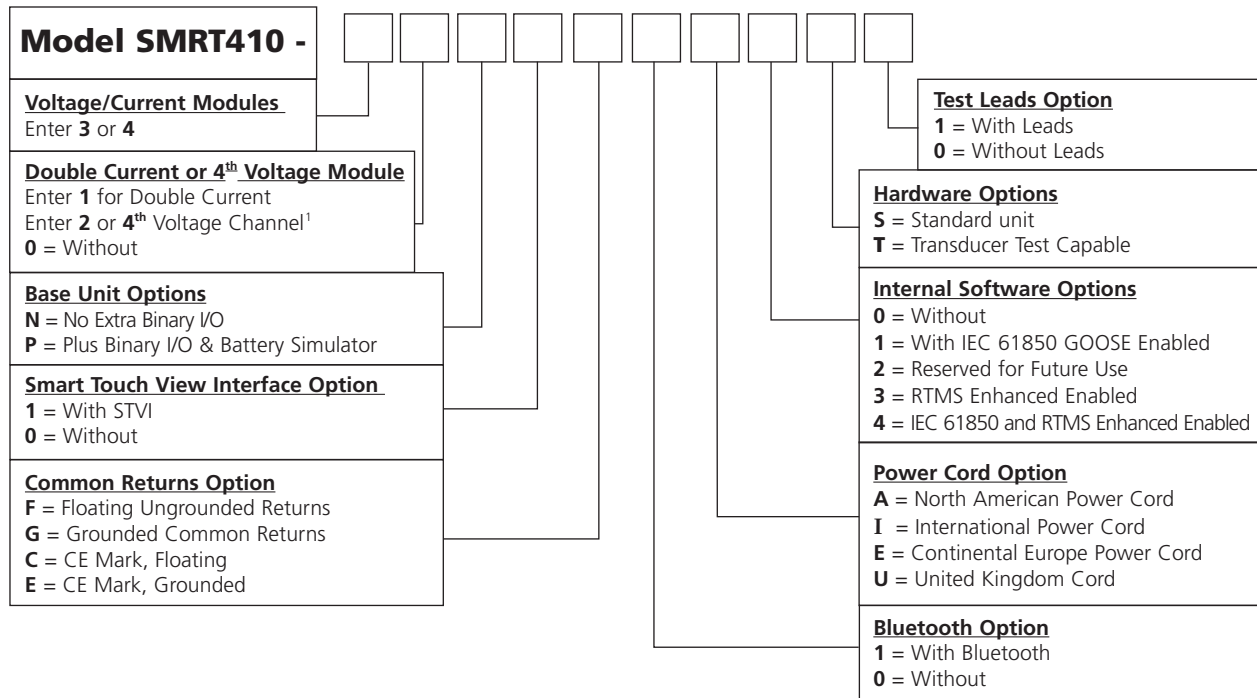 Model SMRT410 -
Voltage/Current Modules
Enter 3 or 4
Double Current or 4th Voltage Module
Enter 1 for Double Current
Enter 2 or 4th Voltage Channel1
0 = Without
Base Unit Options
N = No Extra Binary I/O
P = Plus Binary I/O & Battery Simulator
Smart Touch View Interface Option
1 = With STVI
0 = Without
Common Returns Option
F = Floating Ungrounded Returns
G = Grounded Common Returns
C = CE Mark, Floating
E = CE Mark, Grounded
Test Leads Option
1 = With Leads
0 = Without Leads
Hardware Options
S = Standard unit
T = Transducer Test Capable
Internal Software Options
0 = Without
1 = With IEC 61850 GOOSE Enabled
2 = Reserved for Future Use
3 = RTMS Enhanced Enabled
4 = IEC 61850 and RTMS Enhanced Enabled
Power Cord Option
A = North American Power Cord
I = International Power Cord
E = Continental Europe Power Cord
U = United Kingdom Cord
Bluetooth Option
1 = With Bluetooth
0 = Without